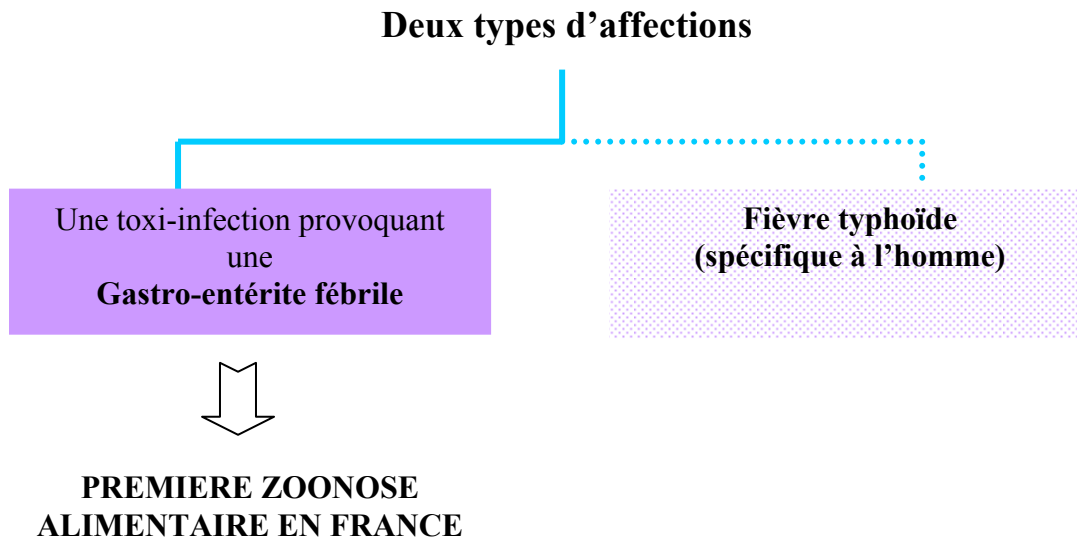 Deux types d’affections
Une toxi-infection provoquant
une
Gastro-entérite fébrile
Fièvre typhoïde
(spécifique à l’homme)
PREMIERE ZOONOSE
ALIMENTAIRE EN FRANCE